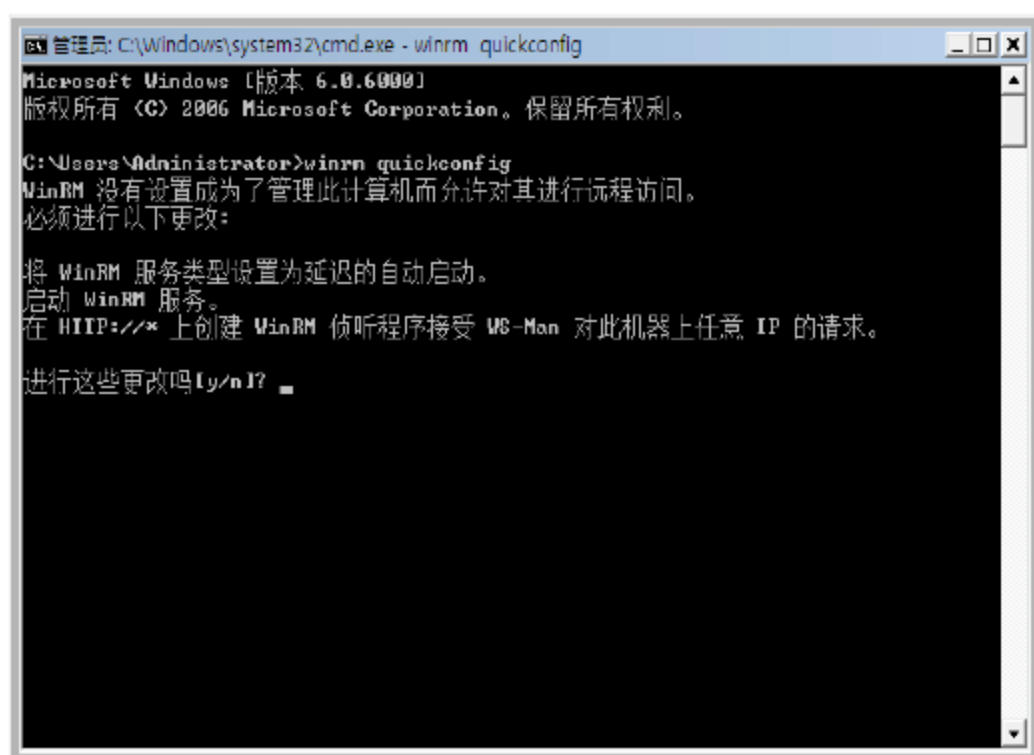 管理员: C:\Windows\system32\cmd.exe - winrm quickconfig
Microsoft Windows [版本 6.0.6000]
版权所有 (C) 2006 Microsoft Corporation。保留所有权利。
C:\Users\Administrator>winrm quickconfig
WinRM 没有设置成为了管理此计算机而允许对其进行远程访问。
必须进行以下更改:
将 WinRM 服务类型设置为延迟的自动启动。
启动 WinRM 服务。
在 HTTP://* 上创建 WinRM 侦听程序接受 WS-Man 对此机器上任意 IP 的请求。
进行这些更改吗[y/n]?